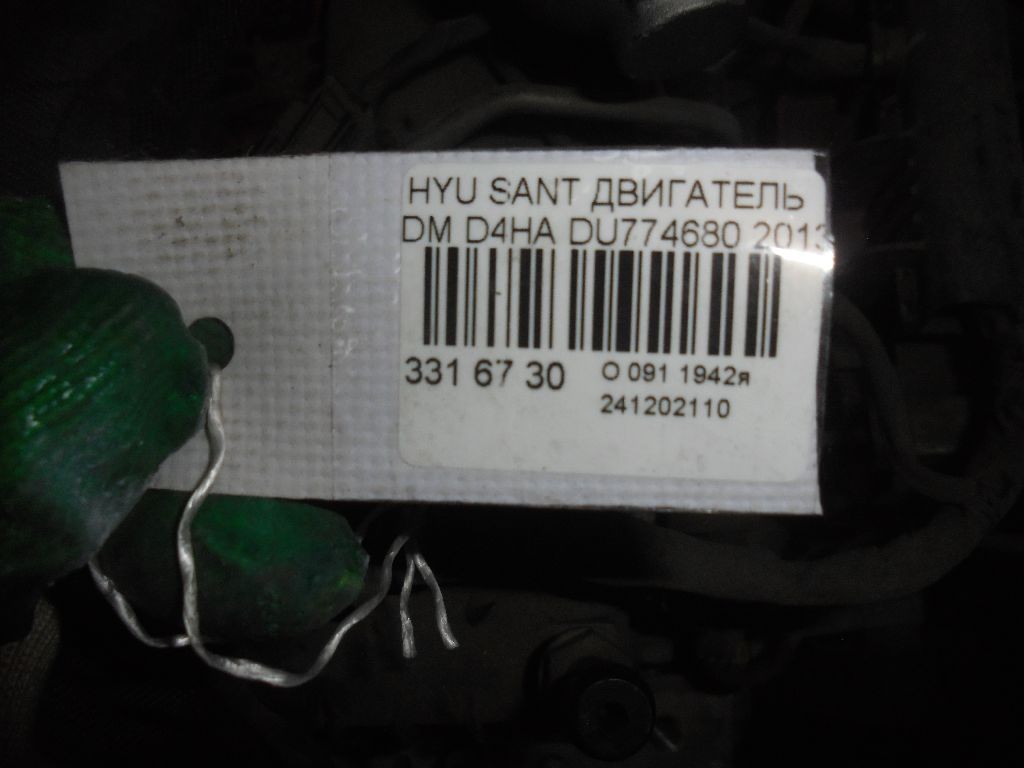 HYU SANT ДВИГАТЕЛЬ
DM D4HA DU774680 2013
331 67 30
О 091 1942я
241202110